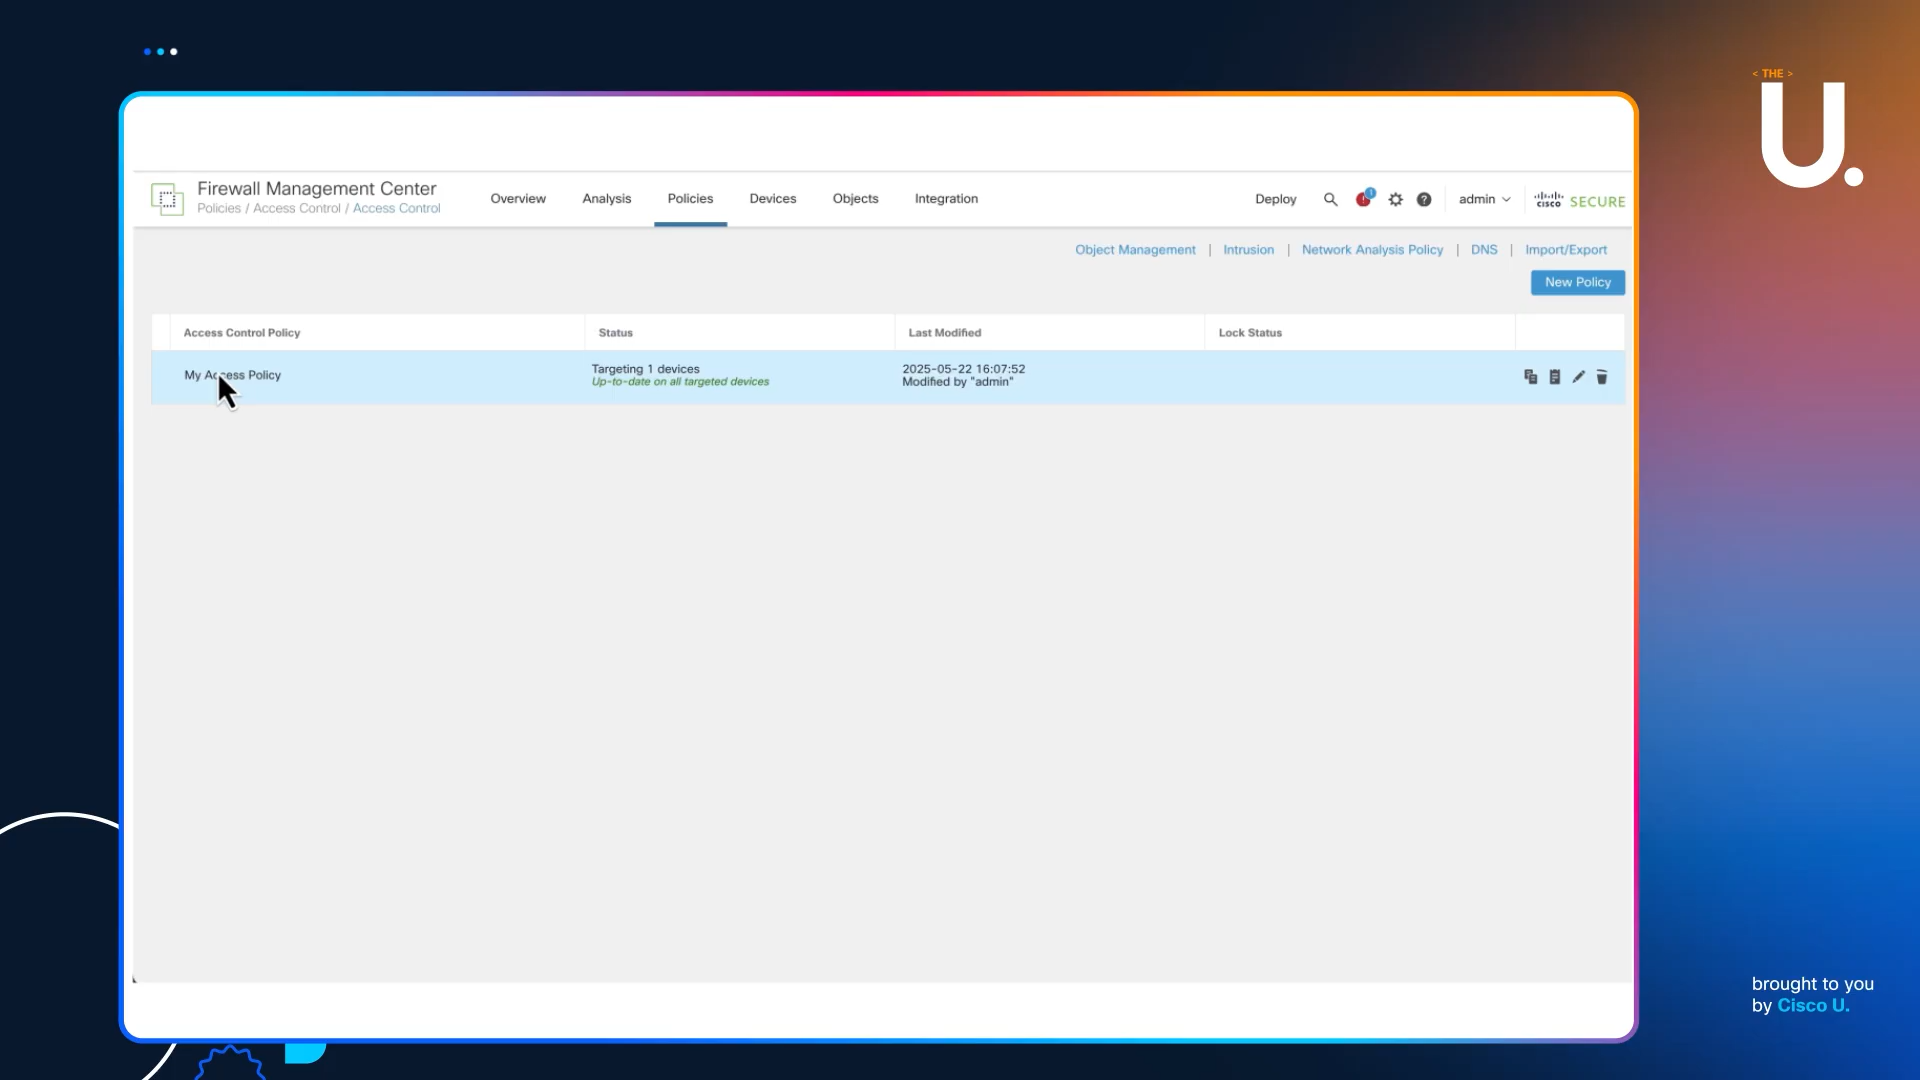 < THE >
U.
Firewall Management Center
Policies / Access Control / Access Control
Overview Analysis Policies Devices Objects Integration
Deploy 1 admin cisco SECURE
Object Management | Intrusion | Network Analysis Policy | DNS | Import/Export
New Policy
Access Control Policy Status Last Modified Lock Status
My Access Policy
Targeting 1 devices
Up-to-date on all targeted devices
2025-05-22 16:07:52
Modified by "admin"
brought to you
by Cisco U.